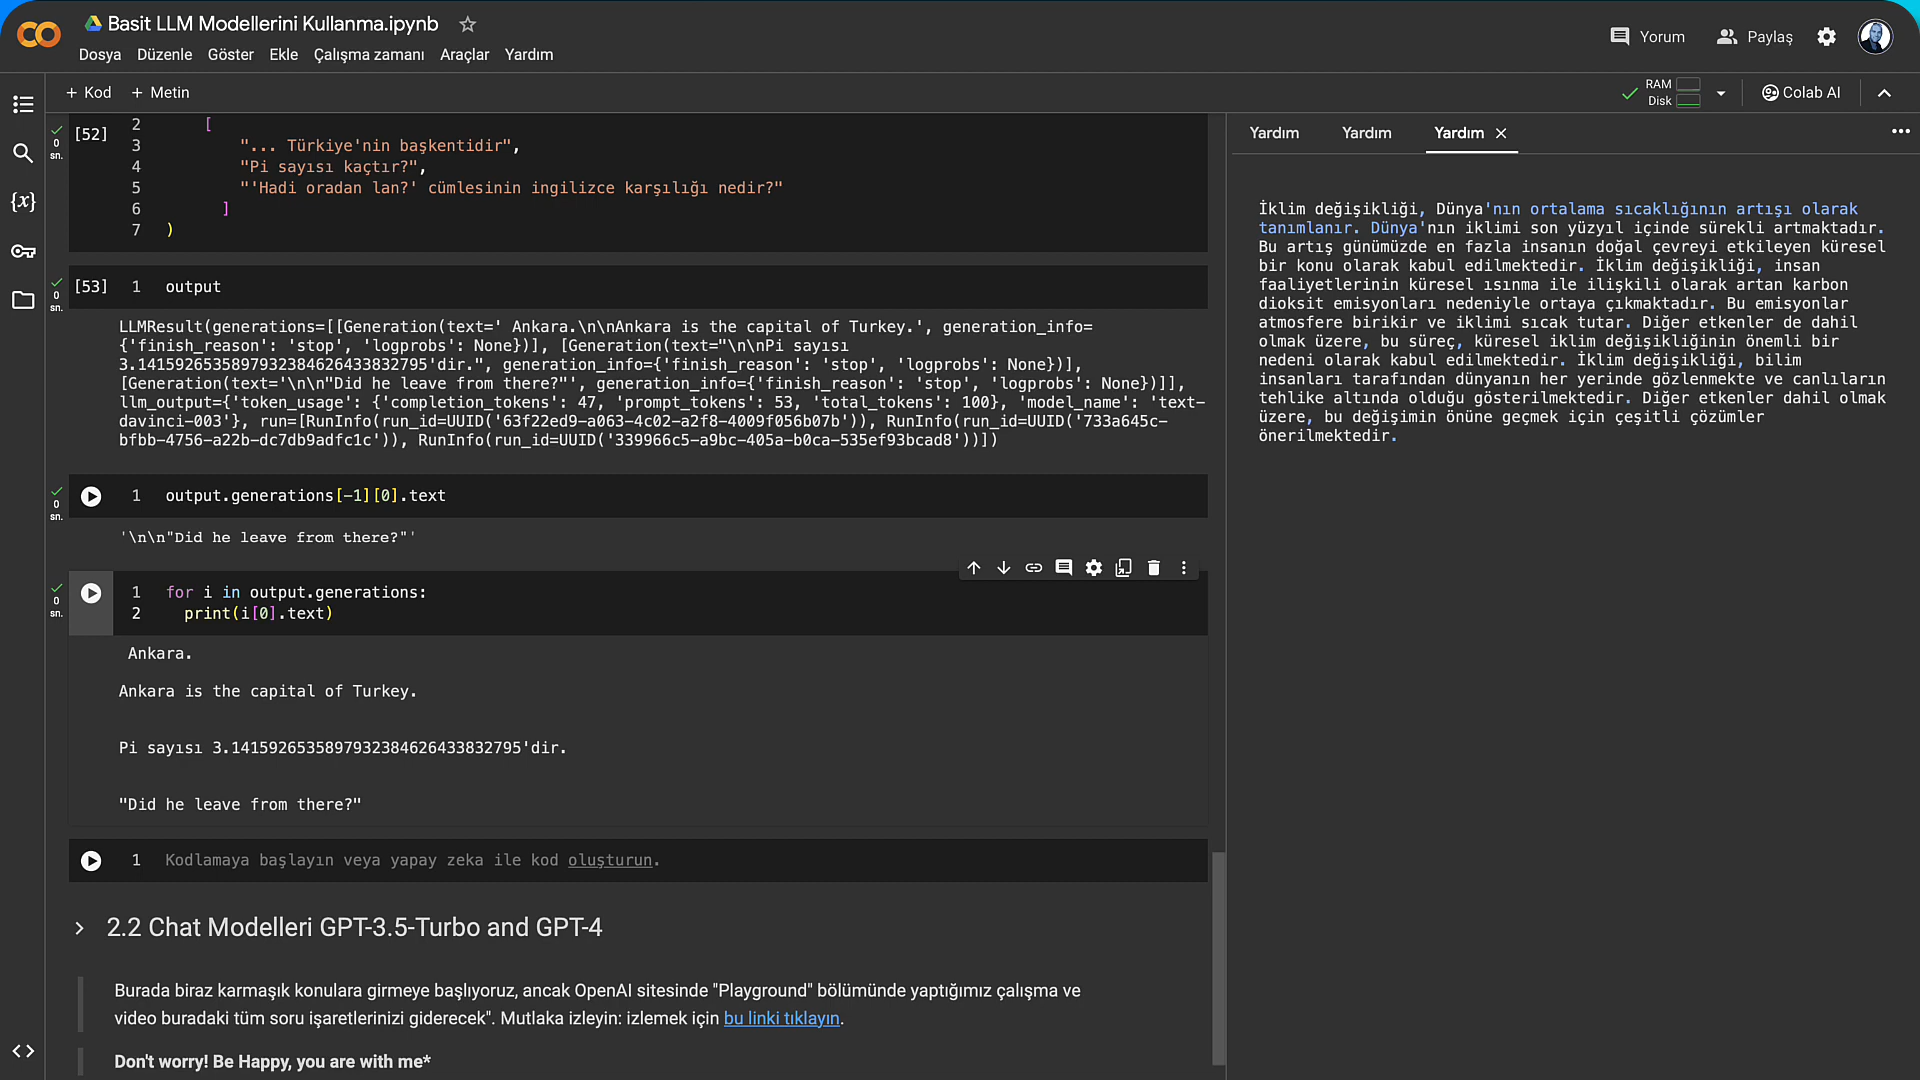 Basit LLM Modellerini Kullanma.ipynb
Dosya Düzenle Göster Ekle Çalışma zamanı Araçlar Yardım
Yorum Paylaş
+ Kod + Metin
RAM
Disk
Colab AI
0
sn.
[52]
2 [
3 "... Türkiye'nin başkentidir",
4 "Pi sayısı kaçtır?",
5 "'Hadi oradan lan?' cümlesinin ingilizce karşılığı nedir?"
6 ]
7 )
0
sn.
[53] 1 output
LLMResult(generations=[[Generation(text=' Ankara.\n\nAnkara is the capital of Turkey.', generation_info=
{'finish_reason': 'stop', 'logprobs': None})], [Generation(text="\n\nPi sayısı
3.1415926535897932384626433832795'dir.", generation_info={'finish_reason': 'stop', 'logprobs': None})],
[Generation(text='\n\n"Did he leave from there?"', generation_info={'finish_reason': 'stop', 'logprobs': None})]],
llm_output={'token_usage': {'completion_tokens': 47, 'prompt_tokens': 53, 'total_tokens': 100}, 'model_name': 'text-
davinci-003'}, run=[RunInfo(run_id=UUID('63f22ed9-a063-4c02-a2f8-4009f056b07b')), RunInfo(run_id=UUID('733a645c-
bfbb-4756-a22b-dc7db9adfc1c')), RunInfo(run_id=UUID('339966c5-a9bc-405a-b0ca-535ef93bcad8'))])
0
sn.
1 output.generations[-1][0].text
'\n\n"Did he leave from there?"'
0
sn.
1 for i in output.generations:
2 print(i[0].text)
Ankara.
Ankara is the capital of Turkey.
Pi sayısı 3.1415926535897932384626433832795'dir.
"Did he leave from there?"
1 Kodlamaya başlayın veya yapay zeka ile kod oluşturun.
2.2 Chat Modelleri GPT-3.5-Turbo and GPT-4
Burada biraz karmaşık konulara girmeye başlıyoruz, ancak OpenAI sitesinde "Playground" bölümünde yaptığımız çalışma ve
video buradaki tüm soru işaretlerinizi giderecek". Mutlaka izleyin: izlemek için bu linki tıklayın.
Don't worry! Be Happy, you are with me*
Yardım Yardım Yardım
İklim değişikliği, Dünya'nın ortalama sıcaklığının artışı olarak
tanımlanır. Dünya'nın iklimi son yüzyıl içinde sürekli artmaktadır.
Bu artış günümüzde en fazla insanın doğal çevreyi etkileyen küresel
bir konu olarak kabul edilmektedir. İklim değişikliği, insan
faaliyetlerinin küresel ısınma ile ilişkili olarak artan karbon
dioksit emisyonları nedeniyle ortaya çıkmaktadır. Bu emisyonlar
atmosfere birikir ve iklimi sıcak tutar. Diğer etkenler de dahil
olmak üzere, bu süreç, küresel iklim değişikliğinin önemli bir
nedeni olarak kabul edilmektedir. İklim değişikliği, bilim
insanları tarafından dünyanın her yerinde gözlenmekte ve canlıların
tehlike altında olduğu gösterilmektedir. Diğer etkenler dahil olmak
üzere, bu değişimin önüne geçmek için çeşitli çözümler
önerilmektedir.